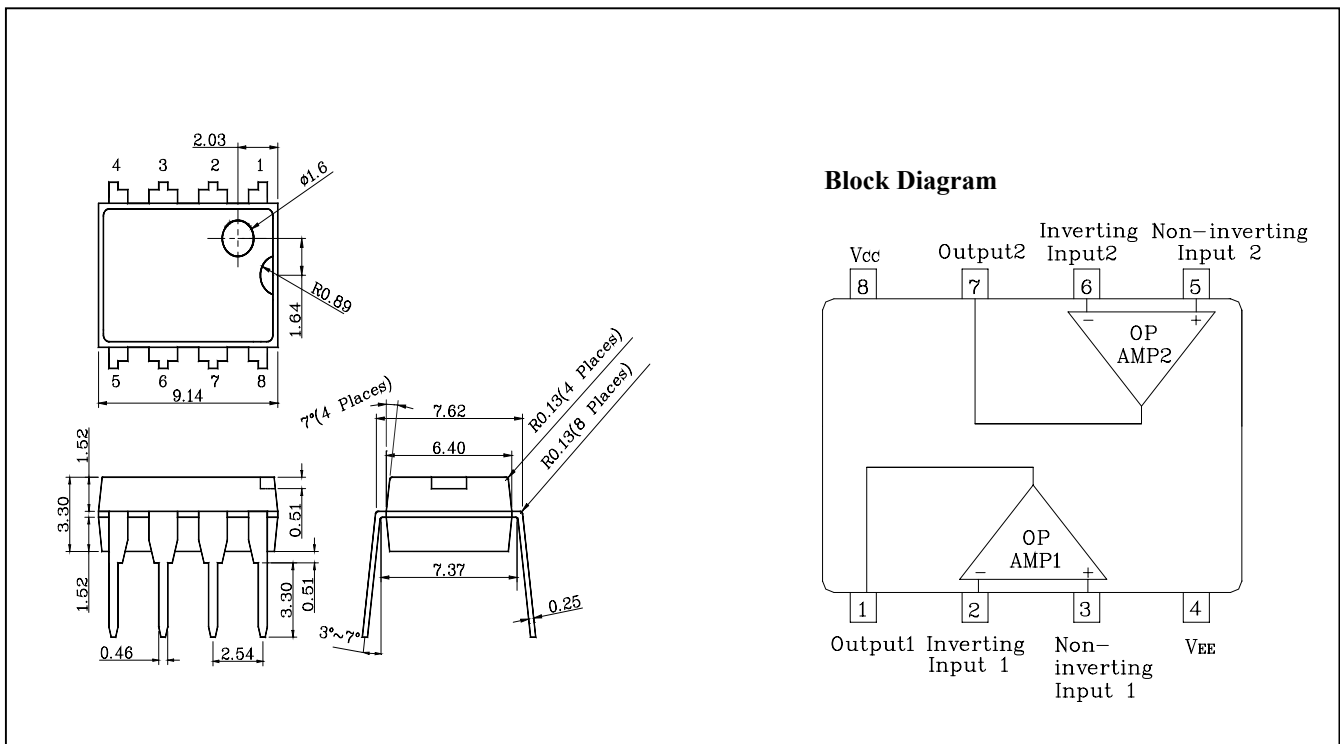 2.03
4 3 2 1
ø1.6
R0.89
1.64
5 6 7 8
9.14
7°(4 Places)
7.62
6.40
R0.13(4 Places)
R0.13(8 Places)
1.52
3.30
1.52
0.51
0.51
3.30
7.37
0.25
3°~7°
0.46
2.54
Block Diagram
Vcc
Output2
Inverting
Input2
Non-inverting
Input 2
8 7 6 5
- +
OP
AMP2
OP
AMP1
- +
1 2 3 4
Output1
Inverting
Input 1
Non-
inverting
Input 1
VEE